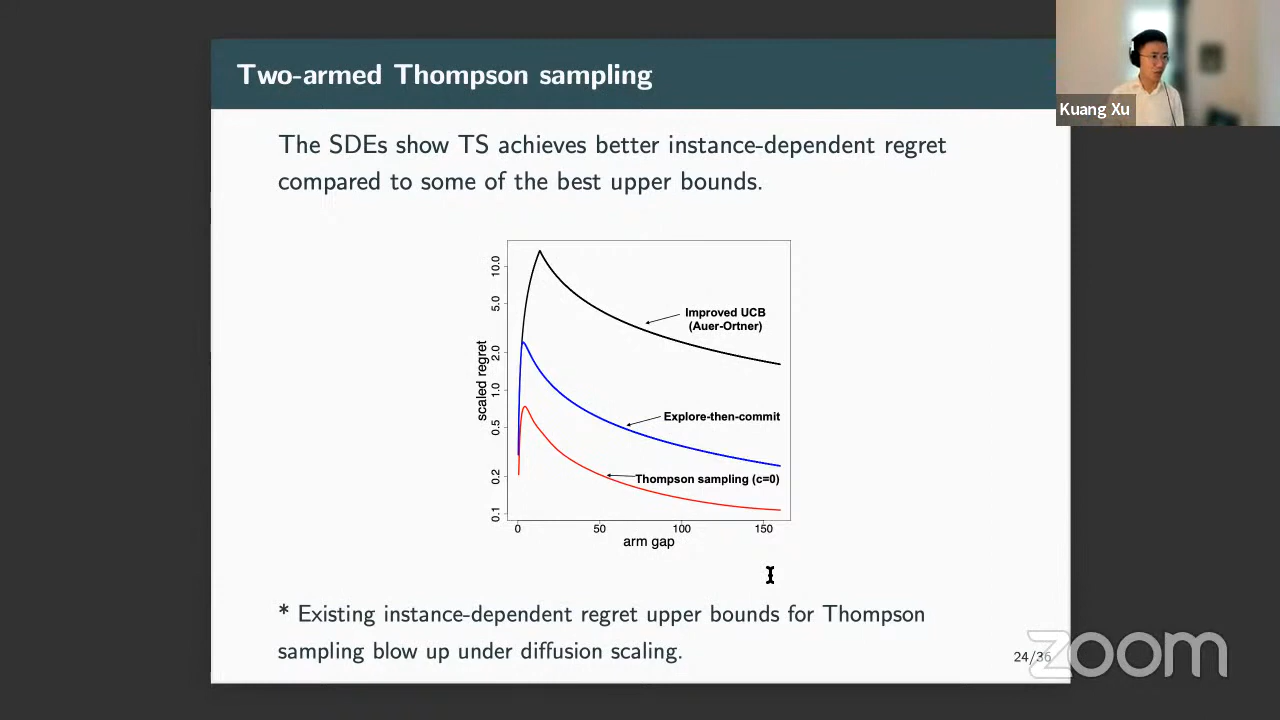 Two-armed Thompson sampling
Kuang Xu
The SDEs show TS achieves better instance-dependent regret
compared to some of the best upper bounds.
scaled regret
10.0
5.0
2.0
1.0
0.5
0.2
0.1
Improved UCB
(Auer-Ortner)
Explore-then-commit
Thompson sampling (c=0)
0 50 100 150
arm gap
* Existing instance-dependent regret upper bounds for Thompson
sampling blow up under diffusion scaling.
24/36
zoom